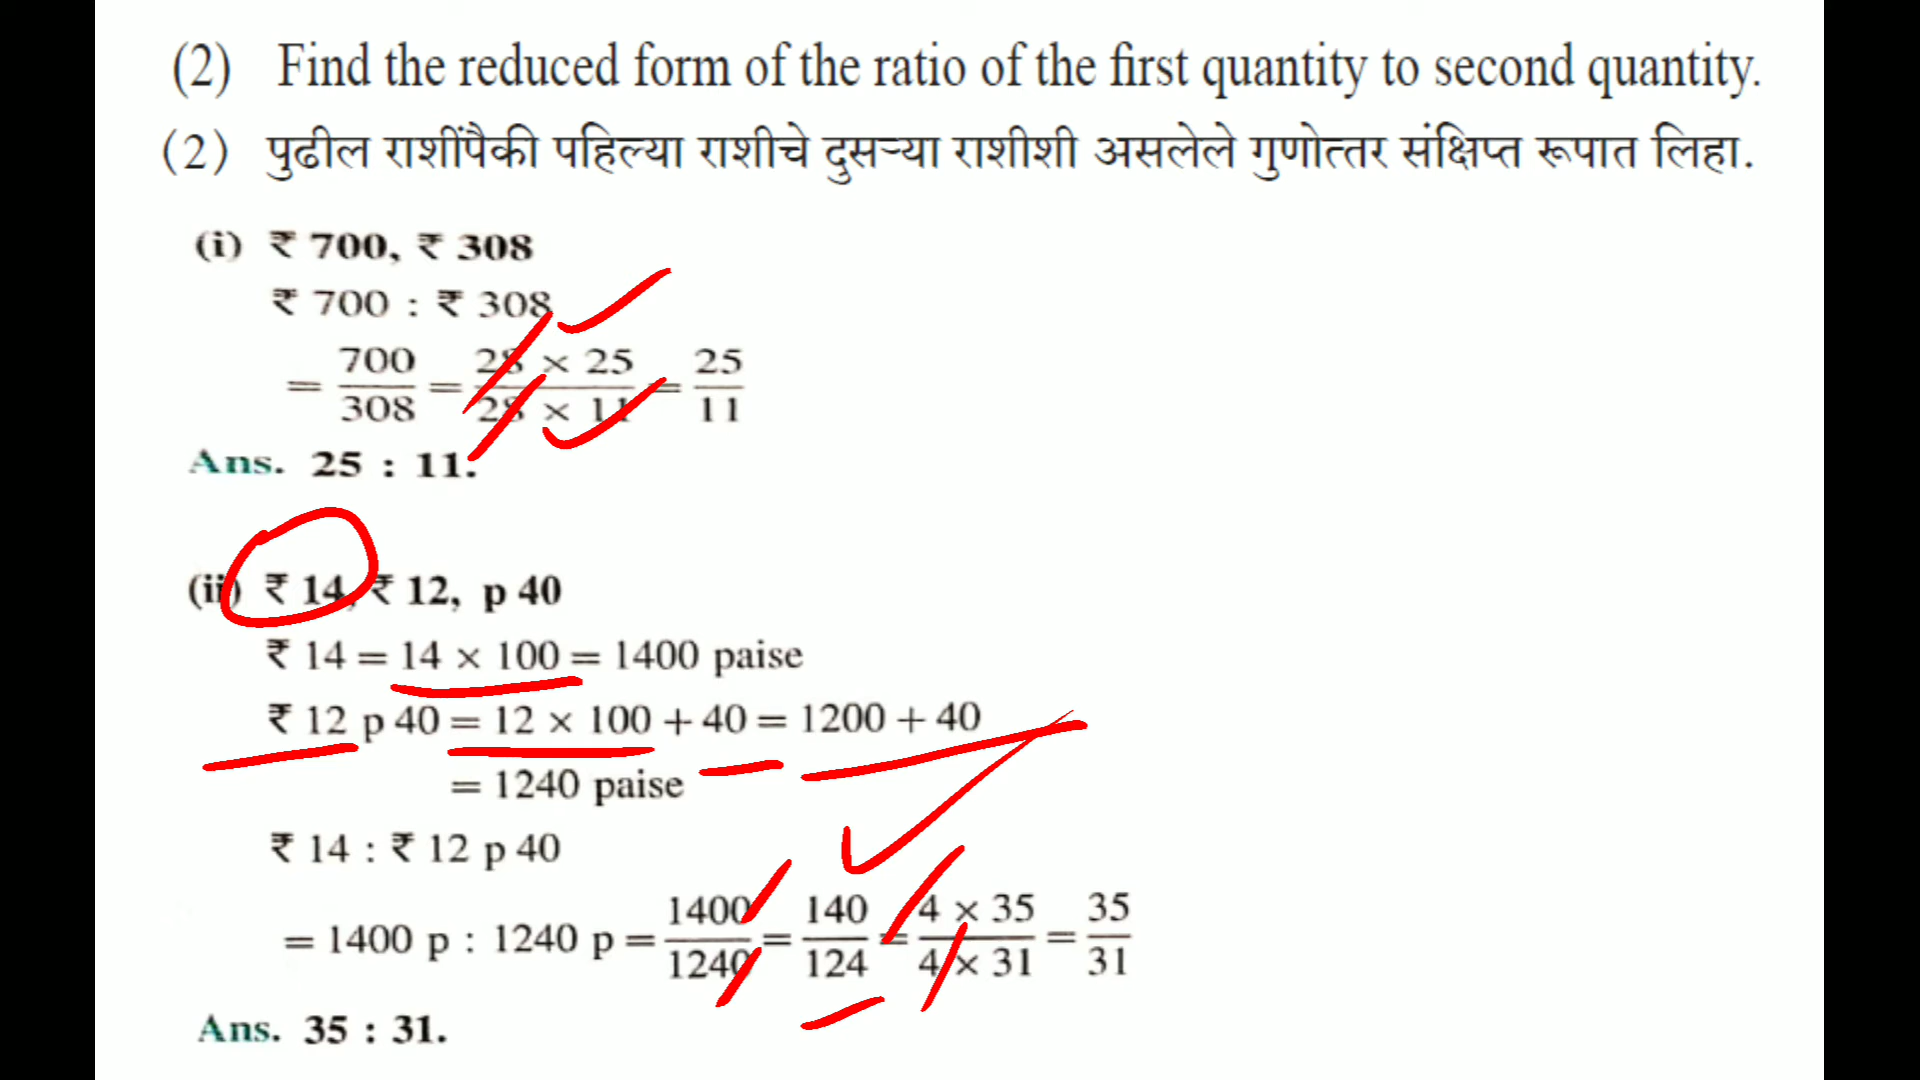 (2) Find the reduced form of the ratio of the first quantity to second quantity.
(2) पुढील राशींपैकी पहिल्या राशीचे दुसऱ्या राशीशी असलेले गुणोत्तर संक्षिप्त रूपात लिहा.
(i) ₹ 700, ₹ 308
₹ 700 : ₹ 308
= 700/308 = 28 × 25/28 × 11 = 25/11
Ans. 25 : 11.
(ii) ₹ 14, ₹ 12, p 40
₹ 14 = 14 × 100 = 1400 paise
₹ 12 p 40 = 12 × 100 + 40 = 1200 + 40
= 1240 paise
₹ 14 : ₹ 12 p 40
= 1400 p : 1240 p = 1400/1240 = 140/124 = 4 × 35/4 × 31 = 35/31
Ans. 35 : 31.